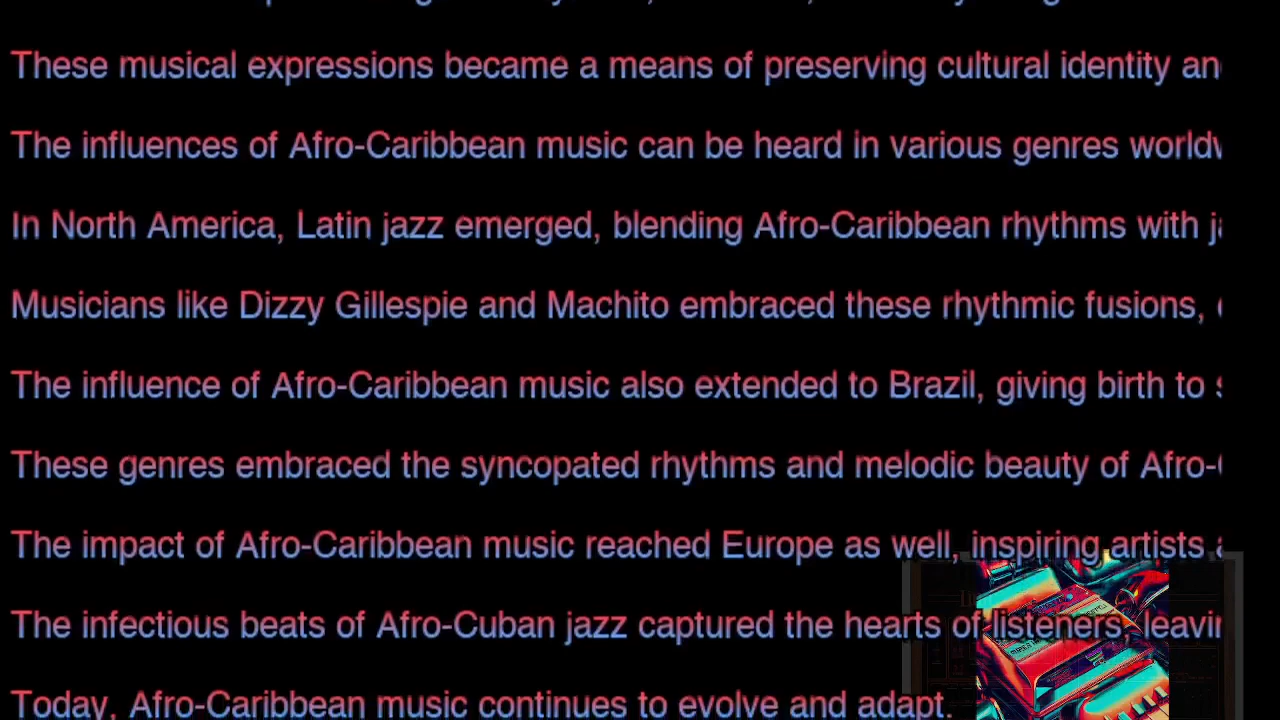 These musical expressions became a means of preserving cultural identity
The influences of Afro-Caribbean music can be heard in various genres
In North America, Latin jazz emerged, blending Afro-Caribbean rhythms with
Musicians like Dizzy Gillespie and Machito embraced these rhythmic fusions,
The influence of Afro-Caribbean music also extended to Brazil, giving birth to
These genres embraced the syncopated rhythms and melodic beauty of
The impact of Afro-Caribbean music reached Europe as well, inspiring artists
The infectious beats of Afro-Cuban jazz captured the hearts of listeners,
Today, Afro-Caribbean music continues to evolve and adapt.